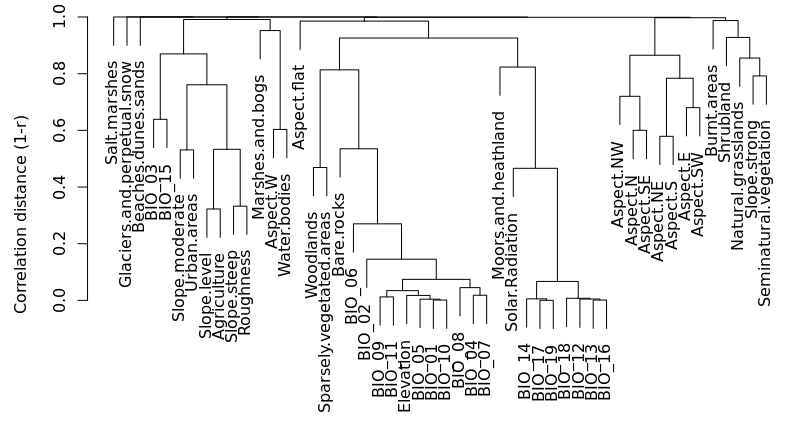 Correlation distance (1-r)
1.0
0.8
0.6
0.4
0.2
0.0
Salt.marshes
Glaciers.and.perpetual.snow
Beaches.dunes.sands
BIO_03
BIO_15
Slope.moderate
Urban.areas
Slope.level
Agriculture
Slope.steep
Roughness
Marshes.and.bogs
Aspect.W
Water.bodies
Aspect.flat
Woodlands
Sparsely.vegetated.areas
Bare.rocks
BIO_06
BIO_02
BIO_09
BIO_11
Elevation
BIO_05
BIO_01
BIO_10
BIO_08
BIO_04
BIO_07
Moors.and.heathland
Solar.Radiation
BIO_14
BIO_17
BIO_19
BIO_18
BIO_12
BIO_13
BIO_16
Aspect.NW
Aspect.N
Aspect.SE
Aspect.NE
Aspect.S
Aspect.E
Aspect.SW
Burnt.areas
Shrubland
Natural.grasslands
Slope.strong
Seminatural.vegetation